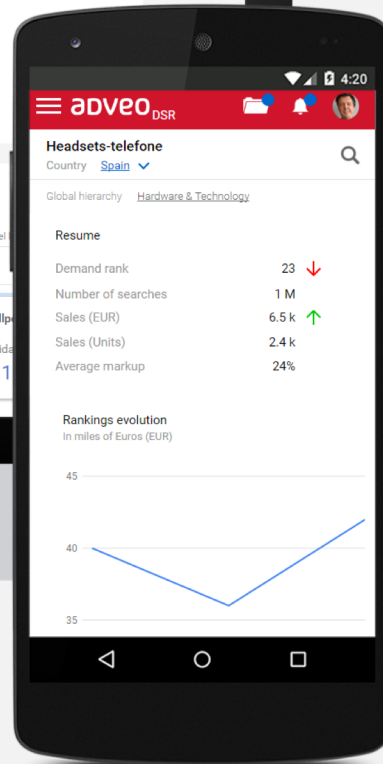 4:20
aDVEO DSR
Headsets-telefone
Country Spain
Global hierarchy Hardware & Technology
Resume
Demand rank 23
Number of searches 1 M
Sales (EUR) 6.5 k
Sales (Units) 2.4 k
Average markup 24%
Rankings evolution
In miles of Euros (EUR)
45
40
35